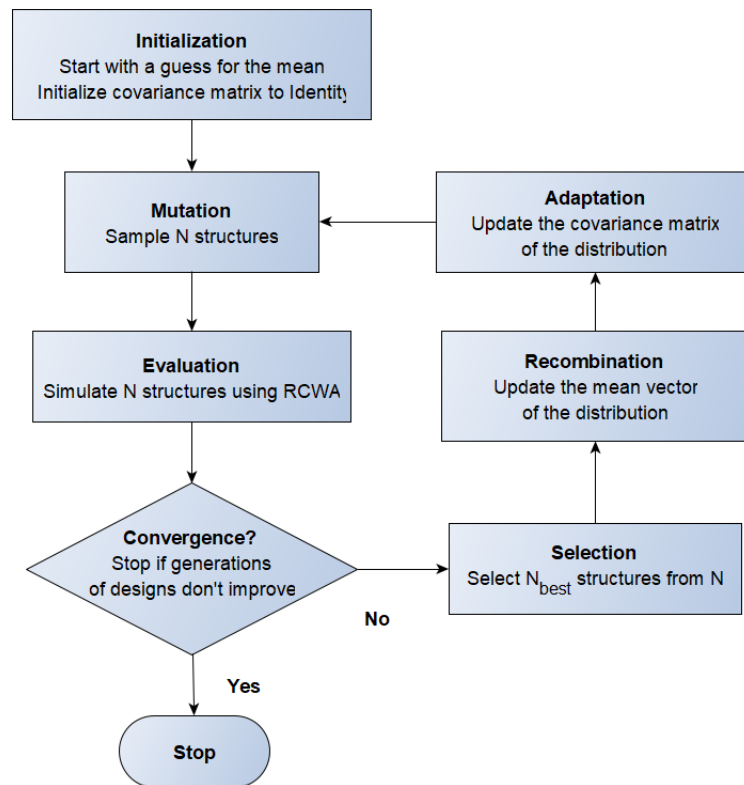 Initialization
Start with a guess for the mean
Initialize covariance matrix to Identity
Mutation
Sample N structures
Evaluation
Simulate N structures using RCWA
Convergence?
Stop if generations
of designs don't improve
No
Yes
Stop
Selection
Select N_best structures from N
Recombination
Update the mean vector
of the distribution
Adaptation
Update the covariance matrix
of the distribution